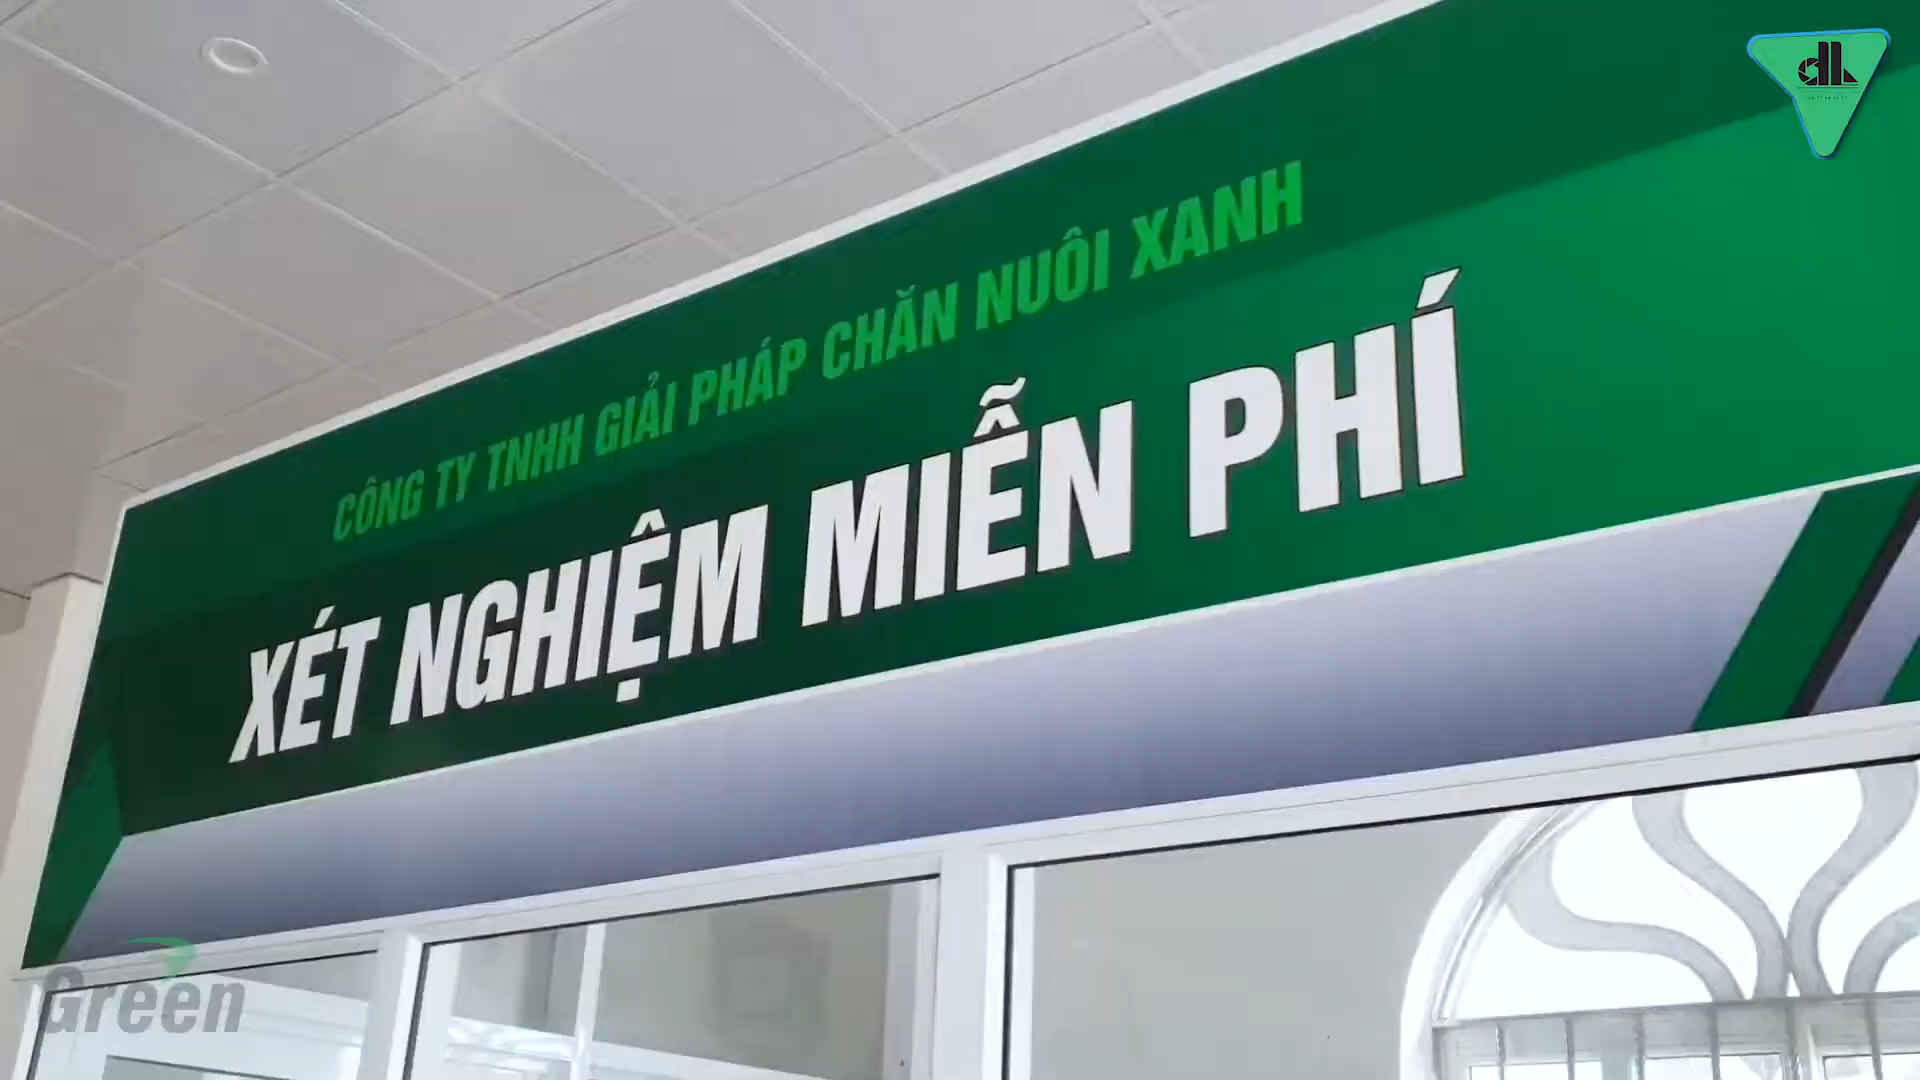 CÔNG TY TNHH GIẢI PHÁP CHĂN NUÔI XANH
XÉT NGHIỆM MIỄN PHÍ
Green